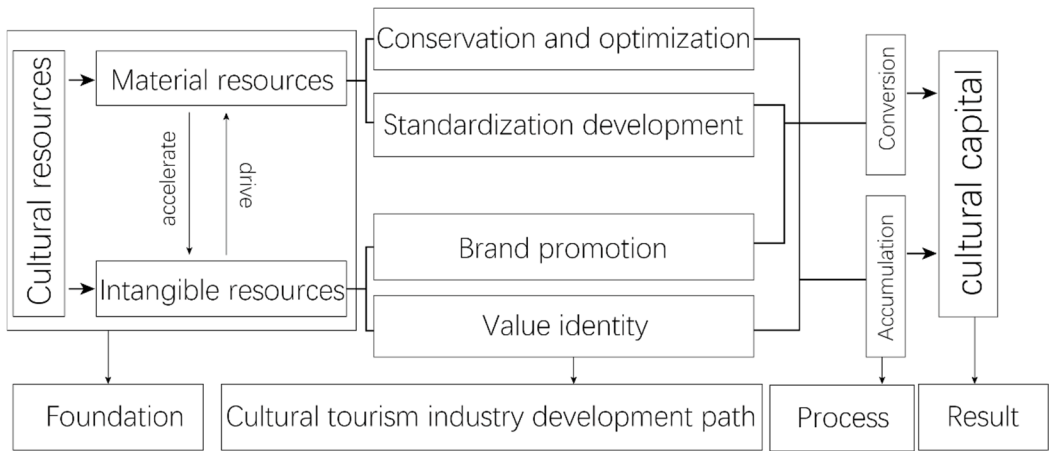 Cultural resources
Material resources
accelerate
drive
Intangible resources
Conservation and optimization
Standardization development
Brand promotion
Value identity
Conversion
Accumulation
cultural capital
Foundation
Cultural tourism industry development path
Process
Result